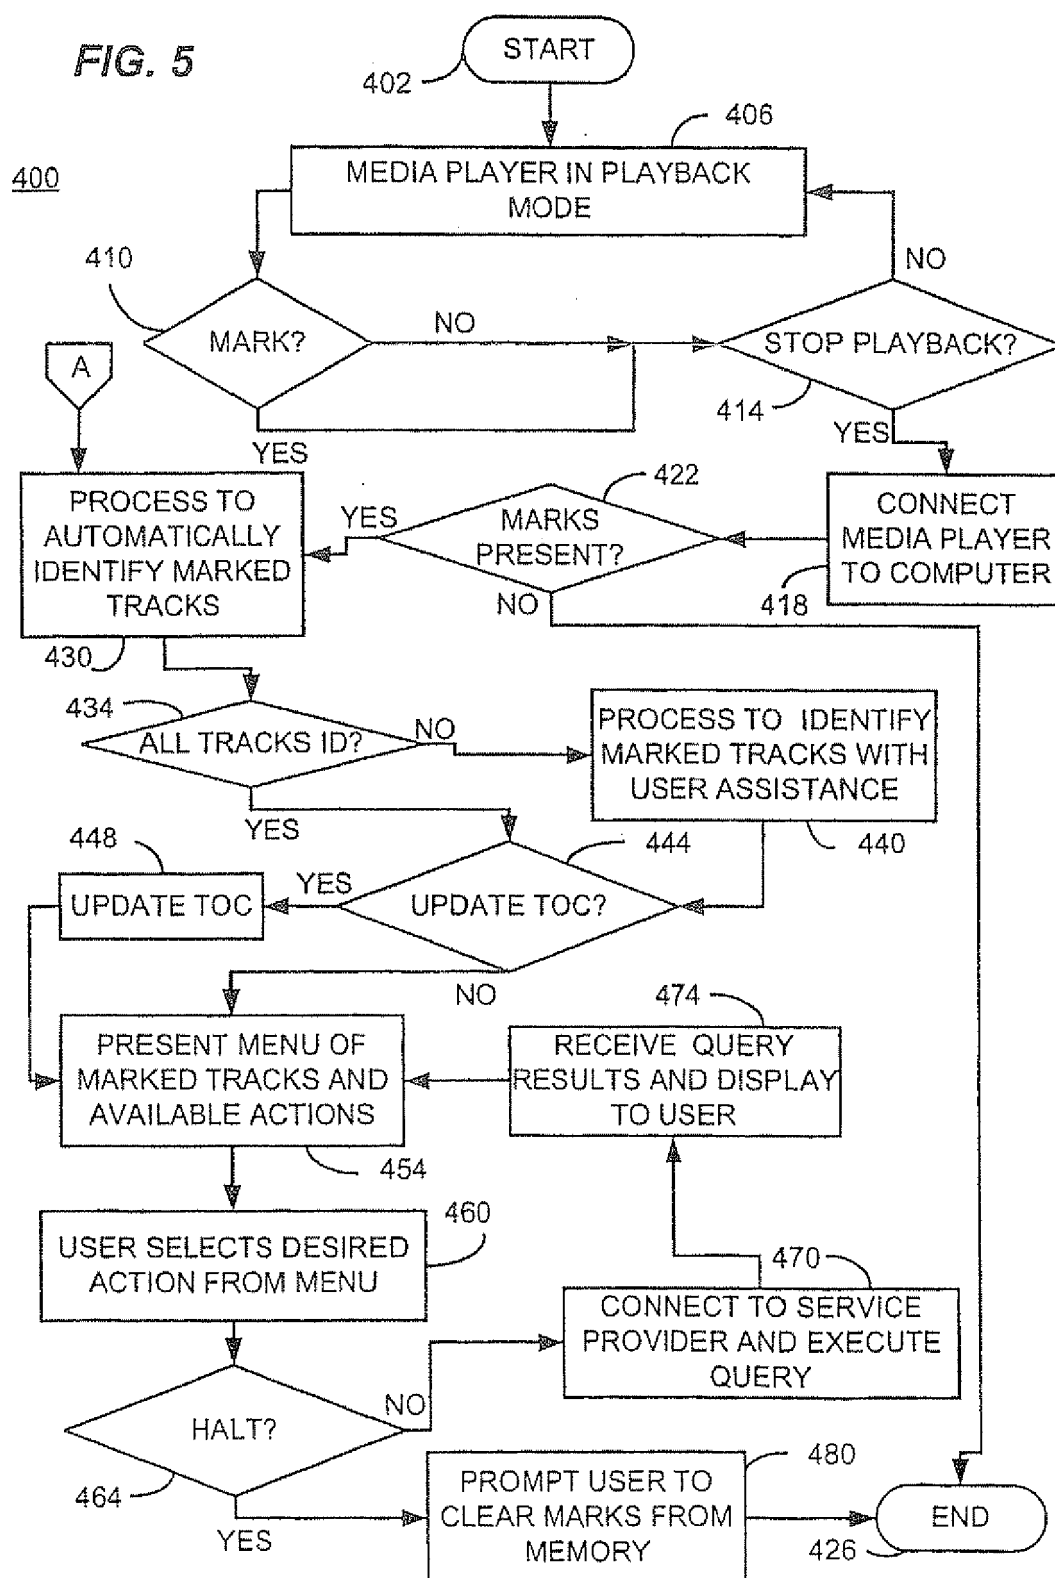 FIG. 5
START
402
406
400
MEDIA PLAYER IN PLAYBACK
MODE
410
NO
MARK?
NO
STOP PLAYBACK?
A
414
YES
YES
422
PROCESS TO
AUTOMATICALLY
IDENTIFY MARKED
TRACKS
YES
MARKS
PRESENT?
CONNECT
MEDIA PLAYER
TO COMPUTER
418
NO
430
434
ALL TRACKS ID?
NO
PROCESS TO IDENTIFY
MARKED TRACKS WITH
USER ASSISTANCE
YES
440
448
444
UPDATE TOC
YES
UPDATE TOC?
NO
474
PRESENT MENU OF
MARKED TRACKS AND
AVAILABLE ACTIONS
RECEIVE QUERY
RESULTS AND DISPLAY
TO USER
454
460
USER SELECTS DESIRED
ACTION FROM MENU
470
CONNECT TO SERVICE
PROVIDER AND EXECUTE
QUERY
HALT?
NO
464
YES
480
PROMPT USER TO
CLEAR MARKS FROM
MEMORY
END
426